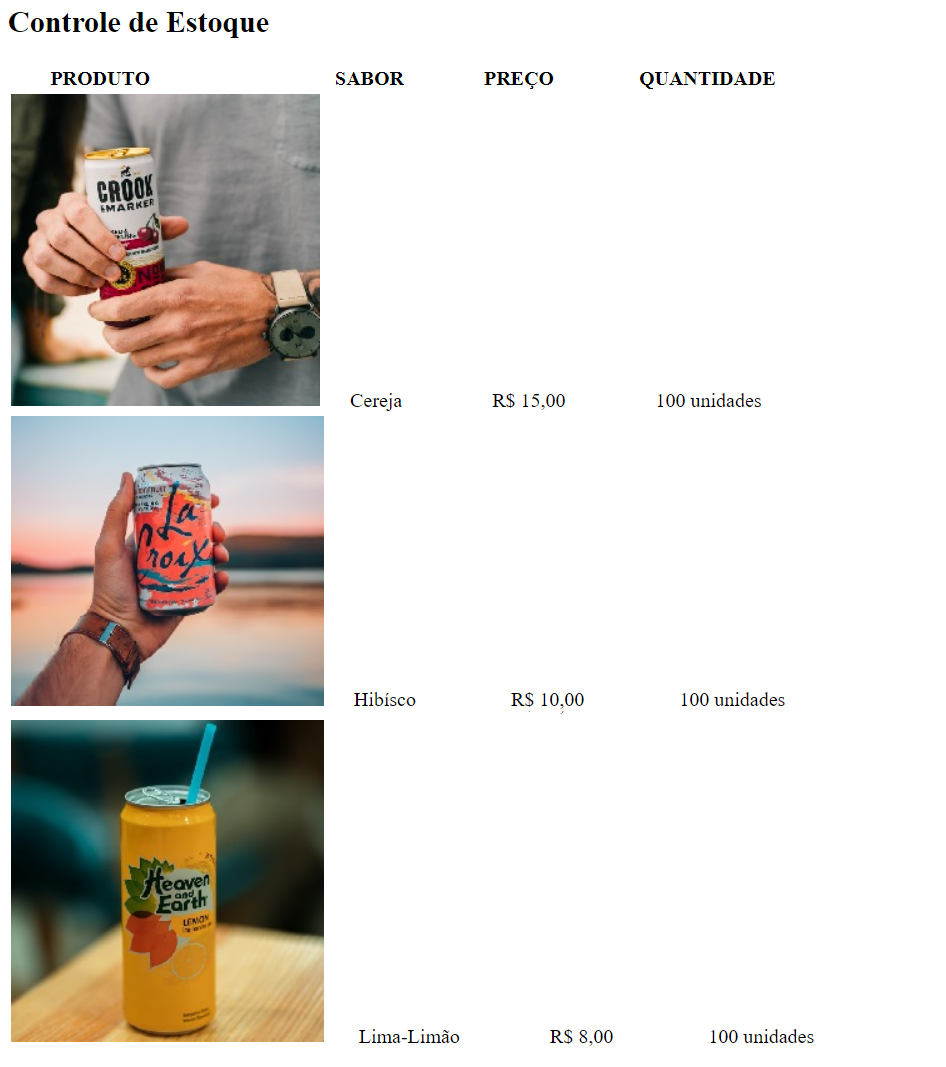 Controle de Estoque
PRODUTO SABOR PREÇO QUANTIDADE
CROOK
& MARKER
Cereja R$ 15,00 100 unidades
La
Croix
Hibísco R$ 10,00 100 unidades
Heaven
and
Earth
LEMON
Lima-Limão R$ 8,00 100 unidades